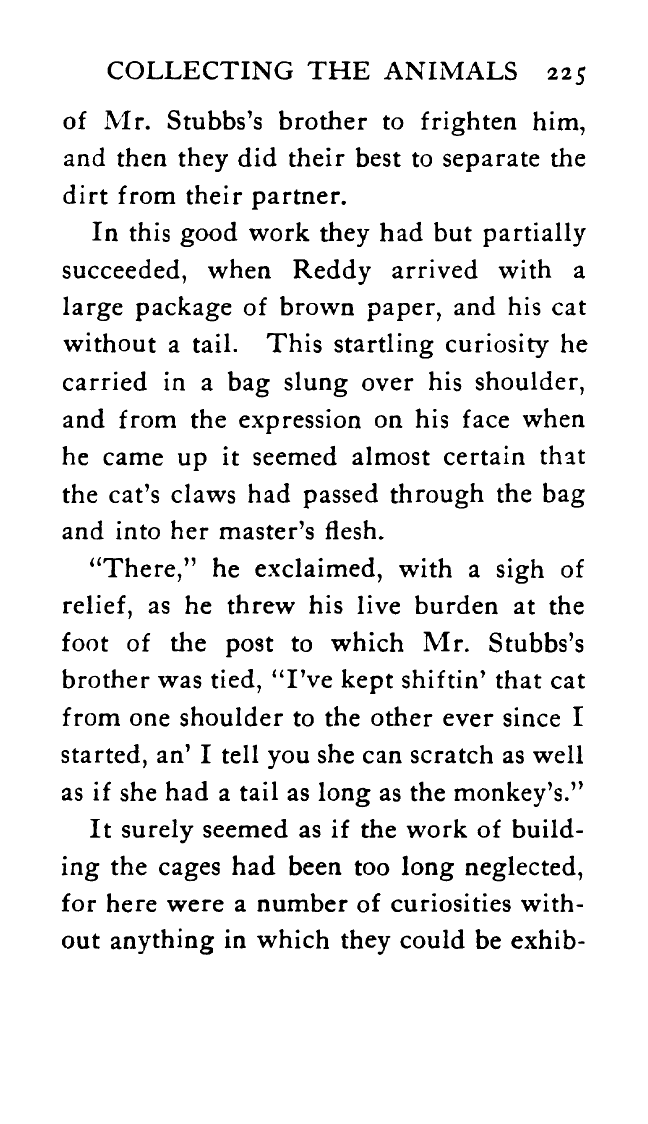 COLLECTING THE ANIMALS 225
of Mr. Stubbs's brother to frighten him,
and then they did their best to separate the
dirt from their partner.
In this good work they had but partially
succeeded, when Reddy arrived with a
large package of brown paper, and his cat
without a tail. This startling curiosity he
carried in a bag slung over his shoulder,
and from the expression on his face when
he came up it seemed almost certain that
the cat's claws had passed through the bag
and into her master's flesh.
“There,” he exclaimed, with a sigh of
relief, as he threw his live burden at the
foot of the post to which Mr. Stubbs's
brother was tied, “I've kept shiftin' that cat
from one shoulder to the other ever since I
started, an' I tell you she can scratch as well
as if she had a tail as long as the monkey's.”
It surely seemed as if the work of build-
ing the cages had been too long neglected,
for here were a number of curiosities with-
out anything in which they could be exhib-